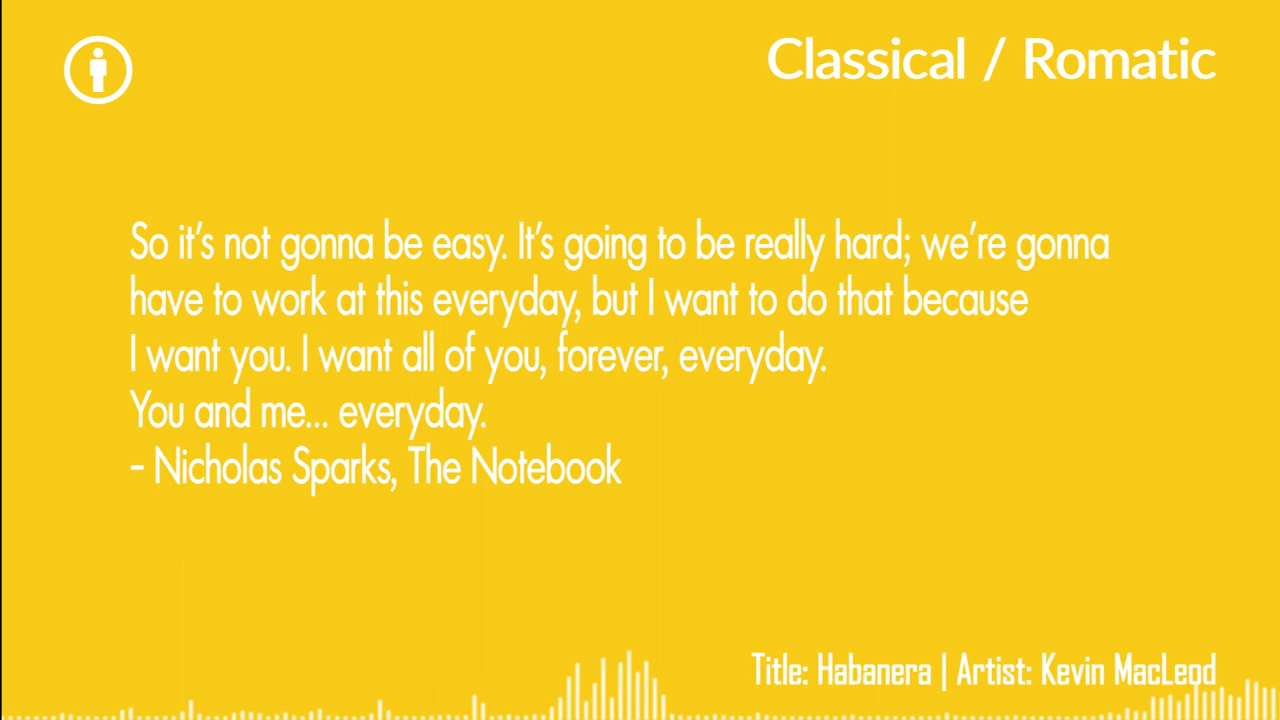 Classical / Romatic
So it's not gonna be easy. It's going to be really hard; we're gonna
have to work at this everyday, but I want to do that because
I want you. I want all of you, forever, everyday.
You and me... everyday.
- Nicholas Sparks, The Notebook
Title: Habanera | Artist: Kevin MacLeod